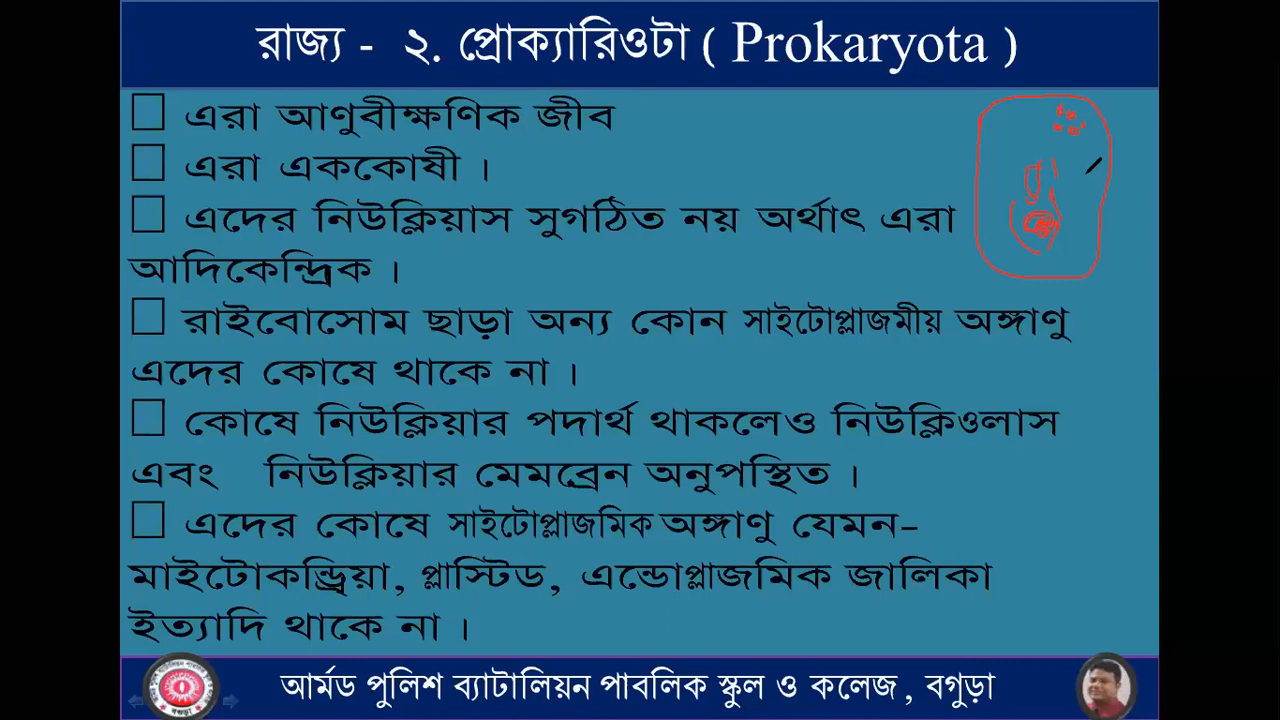 রাজ্য - ২. প্রোক্যারিওটা ( Prokaryota )
□ এরা আণুবীক্ষণিক জীব
□ এরা এককোষী ।
□ এদের নিউক্লিয়াস সুগঠিত নয় অর্থাৎ এরা
আদিকেন্দ্রিক ।
□ রাইবোসোম ছাড়া অন্য কোন সাইটোপ্লাজমীয় অঙ্গাণু
এদের কোষে থাকে না ।
□ কোষে নিউক্লিয়ার পদার্থ থাকলেও নিউক্লিওলাস
এবং নিউক্লিয়ার মেমব্রেন অনুপস্থিত ।
□ এদের কোষে সাইটোপ্লাজমিক অঙ্গাণু যেমন-
মাইটোকন্ড্রিয়া, প্লাস্টিড, এন্ডোপ্লাজমিক জালিকা
ইত্যাদি থাকে না ।
আর্মড পুলিশ ব্যাটালিয়ন পাবলিক স্কুল ও কলেজ, বগুড়া